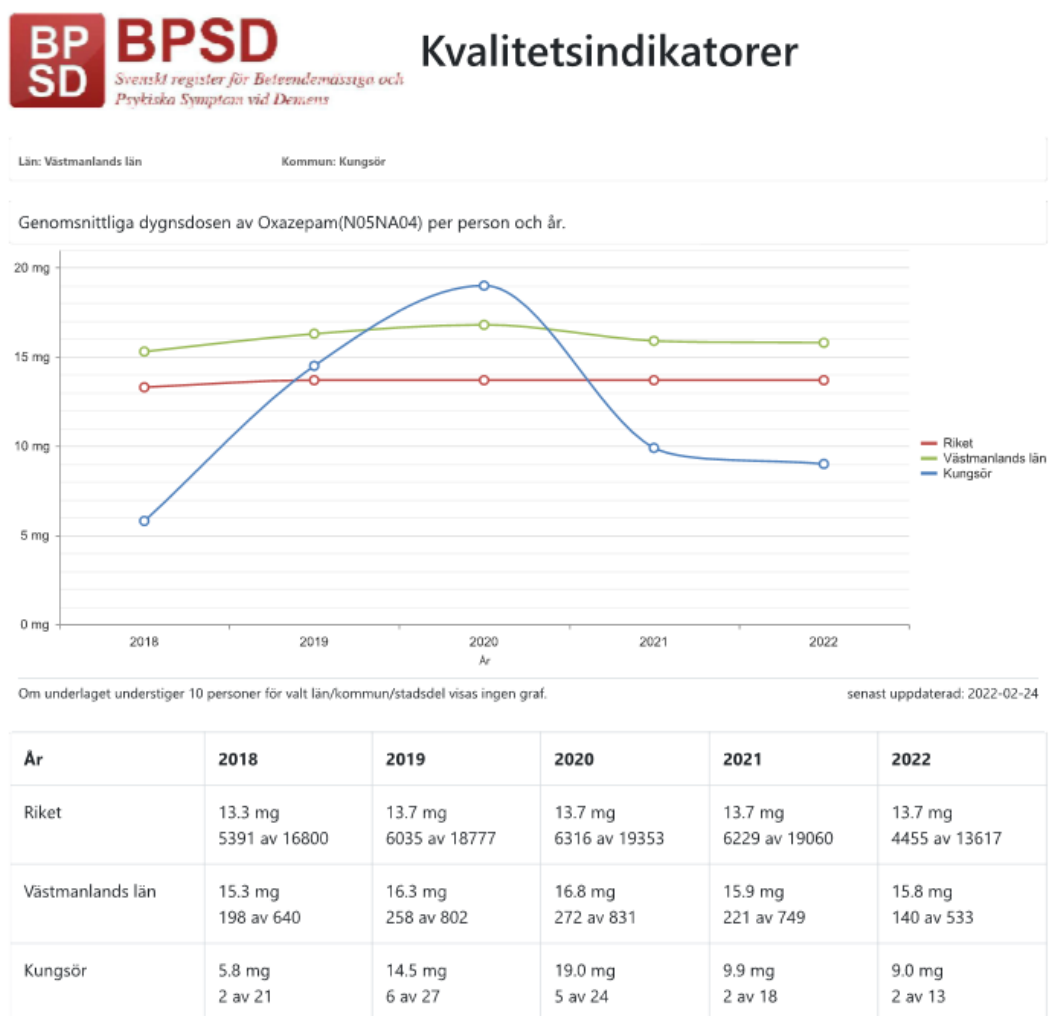 BP
SD
BPSD
Svenskt register för Beteendemässiga och
Psykiska Symptom vid Demens
Kvalitetsindikatorer
Län: Västmanlands län Kommun: Kungsör
Genomsnittliga dygnsdosen av Oxazepam(N05NA04) per person och år.
20 mg
15 mg
10 mg
5 mg
0 mg
2018 2019 2020 2021 2022
År
Riket
Västmanlands län
Kungsör
Om underlaget understiger 10 personer för valt län/kommun/stadsdel visas ingen graf. senast uppdaterad: 2022-02-24
År 2018 2019 2020 2021 2022
Riket 13.3 mg 13.7 mg 13.7 mg 13.7 mg 13.7 mg
5391 av 16800 6035 av 18777 6316 av 19353 6229 av 19060 4455 av 13617
Västmanlands län 15.3 mg 16.3 mg 16.8 mg 15.9 mg 15.8 mg
198 av 640 258 av 802 272 av 831 221 av 749 140 av 533
Kungsör 5.8 mg 14.5 mg 19.0 mg 9.9 mg 9.0 mg
2 av 21 6 av 27 5 av 24 2 av 18 2 av 13